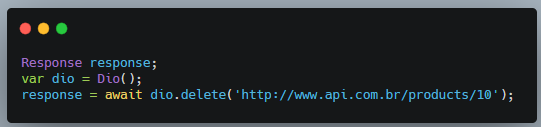 Response response;
var dio = Dio();
response = await dio.delete('http://www.api.com.br/products/10');